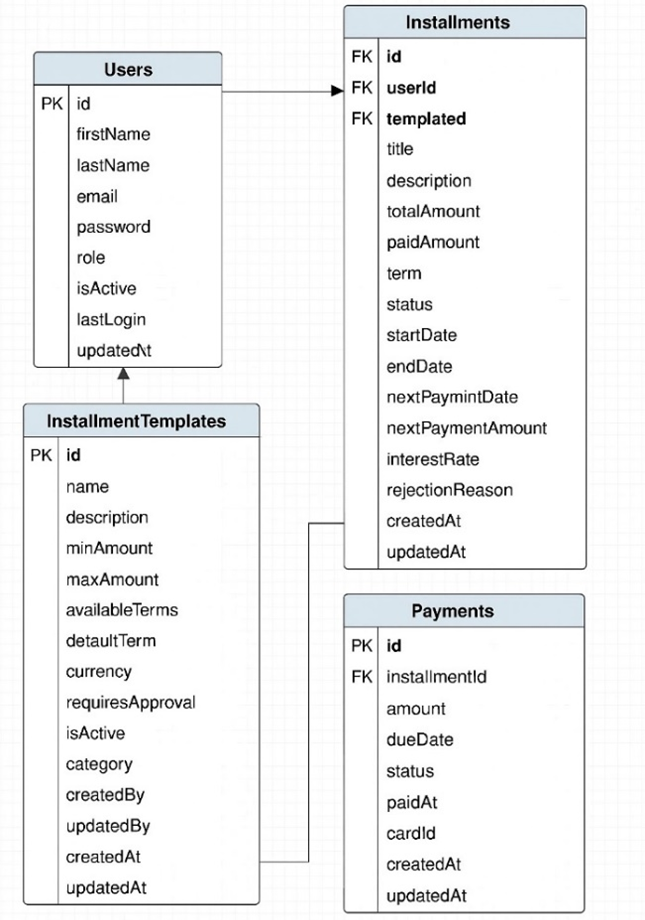 Users
PK id
firstName
lastName
email
password
role
isActive
lastLogin
updatedAt
InstallmentTemplates
PK id
name
description
minAmount
maxAmount
availableTerms
detaultTerm
currency
requiresApproval
isActive
category
createdBy
updatedBy
createdAt
updatedAt
Installments
FK id
FK userId
FK templated
title
description
totalAmount
paidAmount
term
status
startDate
endDate
nextPaymintDate
nextPaymentAmount
interestRate
rejectionReason
createdAt
updatedAt
Payments
PK id
FK installmentId
amount
dueDate
status
paidAt
cardId
createdAt
updatedAt